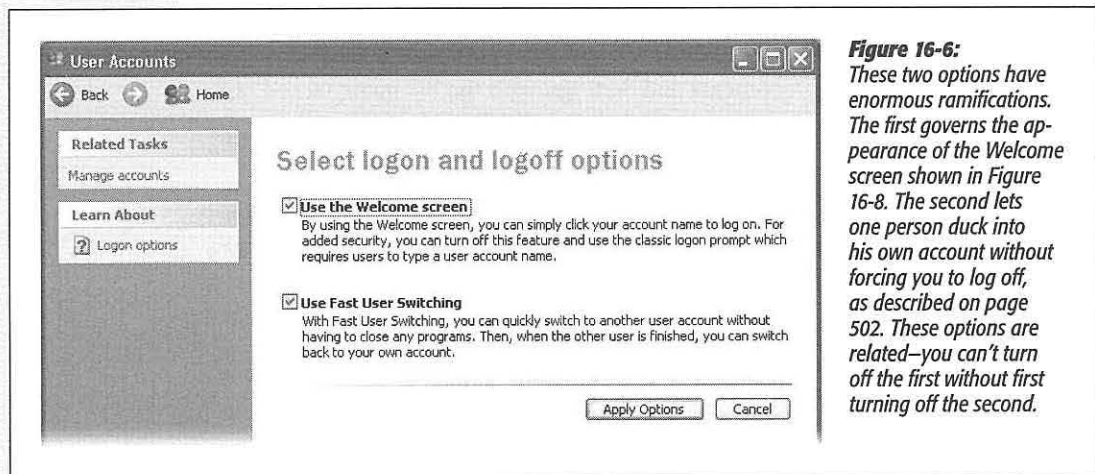 User Accounts
Back Home
Related Tasks
Manage accounts
Learn About
Logon options
Select logon and logoff options
Use the Welcome screen
By using the Welcome screen, you can simply click your account name to log on. For
added security, you can turn off this feature and use the classic logon prompt which
requires users to type a user account name.
Use Fast User Switching
With Fast User Switching, you can quickly switch to another user account without
having to close any programs. Then, when the other user is finished, you can switch
back to your own account.
Apply Options Cancel
Figure 16-6:
These two options have
enormous ramifications.
The first governs the ap-
pearance of the Welcome
screen shown in Figure
16-8. The second lets
one person duck into
his own account without
forcing you to log off,
as described on page
502. These options are
related—you can't turn
off the first without first
turning off the second.